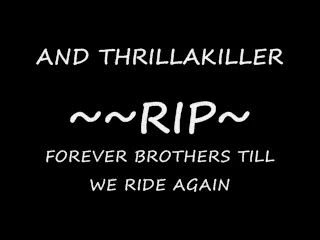 AND THRILLAKILLER
~~RIP~
FOREVER BROTHERS TILL
WE RIDE AGAIN